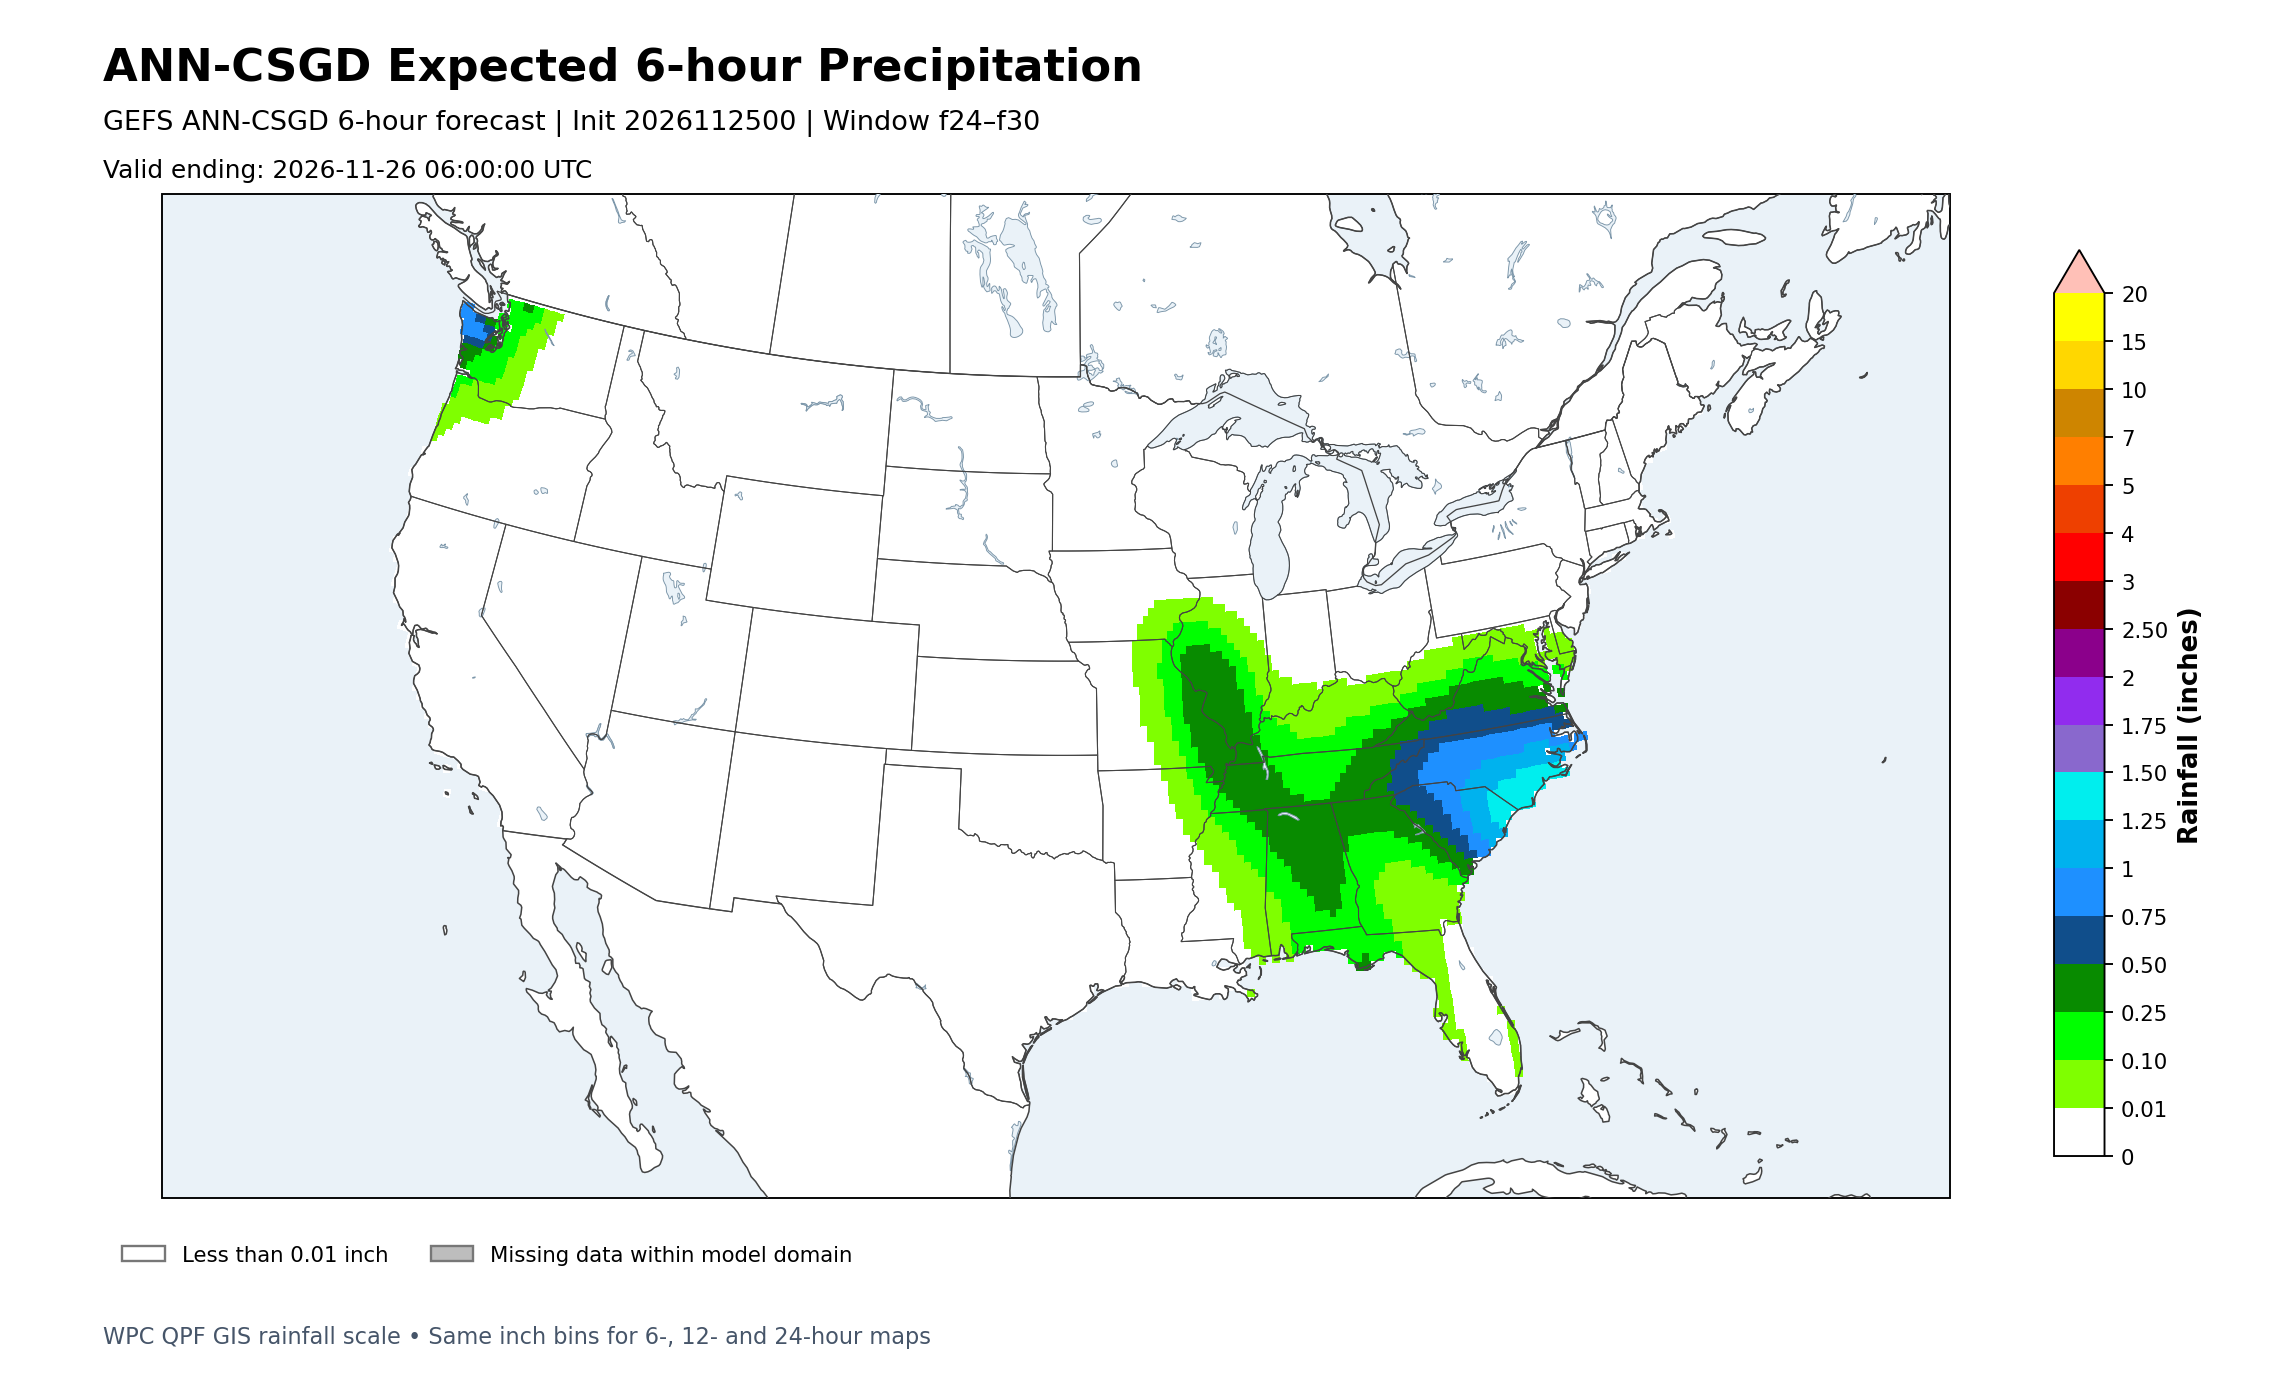 ANN-CSGD Expected 6-hour Precipitation
GEFS ANN-CSGD 6-hour forecast | Init 2026112500 | Window f24–f30
Valid ending: 2026-11-26 06:00:00 UTC
20
15
10
7
5
4
3
2.50
2
1.75
1.50
1.25
1
0.75
0.50
0.25
0.10
0.01
0
Rainfall (inches)
Less than 0.01 inch
Missing data within model domain
WPC QPF GIS rainfall scale • Same inch bins for 6-, 12- and 24-hour maps